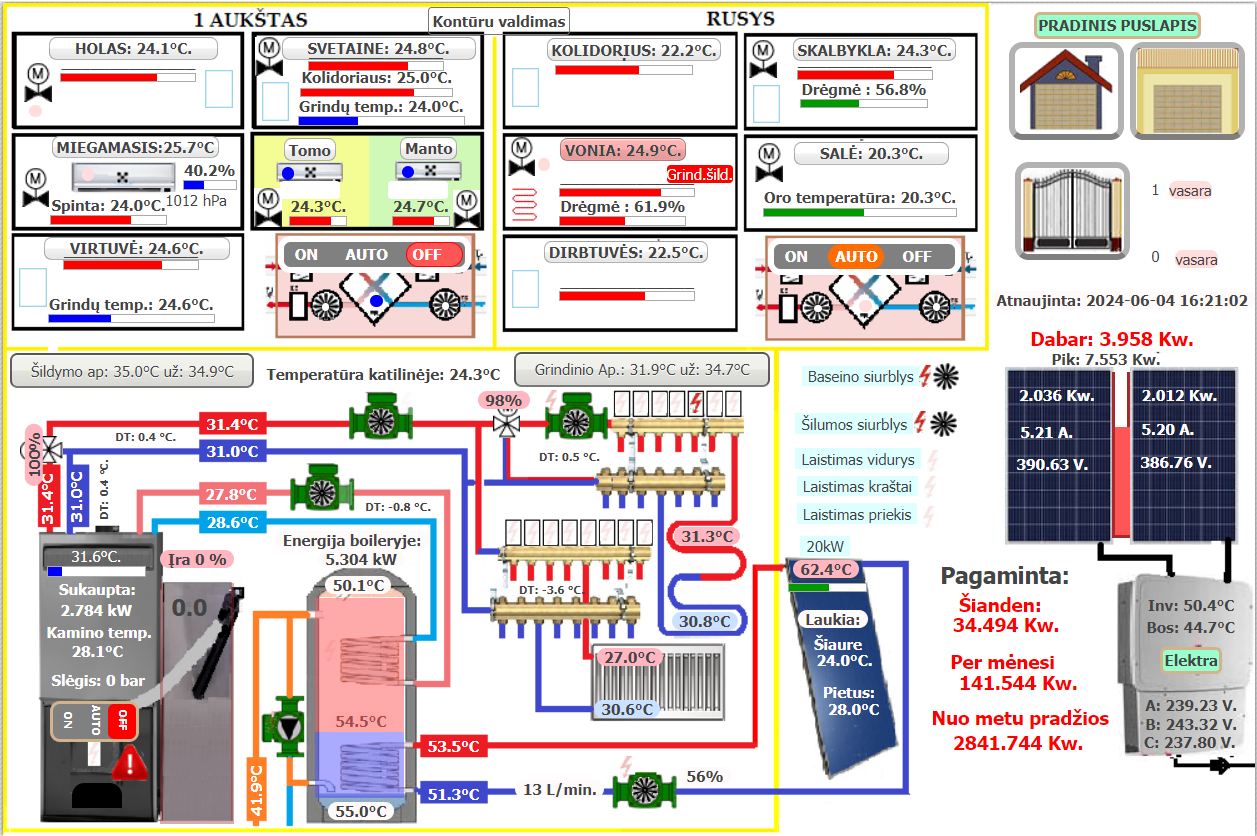 1 AUKŠTAS
Kontūru valdimas
RUSYS
PRADINIS PUSLAPIS
HOLAS: 24.1°C.
M
SVETAINE: 24.8°C.
M
Kolidoriaus: 25.0°C.
Grindų temp.: 24.0°C.
KOLIDORIUS: 22.2°C.
SKALBYKLA: 24.3°C.
M
Drėgmė : 56.8%
MIEGAMASIS:25.7°C
40.2%
M
Spinta: 24.0°C.
1012 hPa
Tomo
Manto
M
24.3°C.
24.7°C.
M
VONIA: 24.9°C.
M
Grind.šild.
Drėgmė : 61.9%
SALĖ: 20.3°C.
M
Oro temperatūra: 20.3°C.
1 vasara
0 vasara
VIRTUVĖ: 24.6°C.
Grindų temp.: 24.6°C.
ON AUTO OFF
DIRBTUVĖS: 22.5°C.
ON AUTO OFF
Atnaujinta: 2024-06-04 16:21:02
Dabar: 3.958 Kw.
Pik: 7.553 Kw.
2.036 Kw.
5.21 A.
390.63 V.
2.012 Kw.
5.20 A.
386.76 V.
Šildymo ap: 35.0°C už: 34.9°C
Temperatūra katilinėje: 24.3°C
Grindinio Ap.: 31.9°C už: 34.7°C
Baseino siurblys
Šilumos siurblys
Laistimas vidurys
Laistimas kraštai
Laistimas priekis
20kW
98%
100%
31.4°C
DT: 0.4 °C.
31.0°C
DT: 0.5 °C.
31.4°C
31.0°C
DT: 0.4 °C.
27.8°C
DT: -0.8 °C.
28.6°C
31.6°C.
Įra 0 %
Energija boileryje:
5.304 kW
31.3°C
30.8°C
62.4°C
Sukaupta:
2.784 kW
Kamino temp.
28.1°C
Slėgis: 0 bar
0.0
50.1°C
DT: -3.6 °C.
Laukia:
Šiaure
24.0°C.
Pietus:
28.0°C
27.0°C
30.6°C
ON AUTO OFF
54.5°C
53.5°C
51.3°C
13 L/min.
56%
55.0°C
41.9°C
Pagaminta:
Šianden:
34.494 Kw.
Per mėnesi
141.544 Kw.
Nuo metu pradžios
2841.744 Kw.
Inv: 50.4°C
Bos: 44.7°C
Elektra
A: 239.23 V.
B: 243.32 V.
C: 237.80 V.